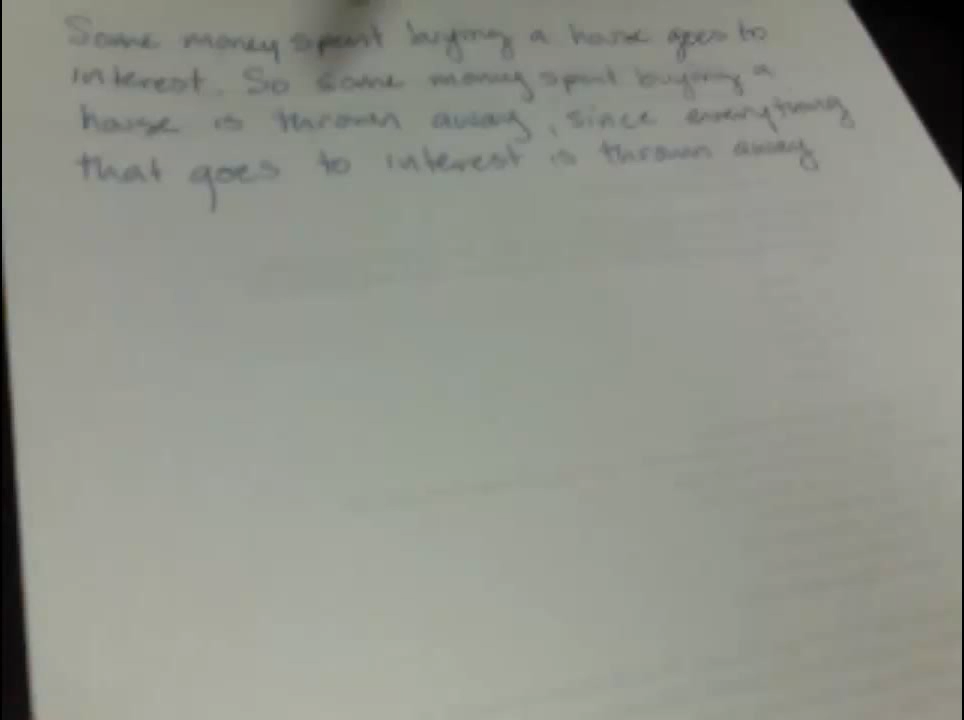 Some money spent buying a house goes to
interest. So some money spent buying a
house is thrown away, since everything
that goes to interest is thrown away